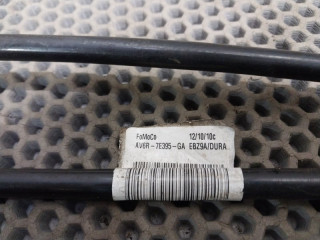 FoMoCo 12/10/10c
AV6R-7E395-GA EBZ9A/DURA